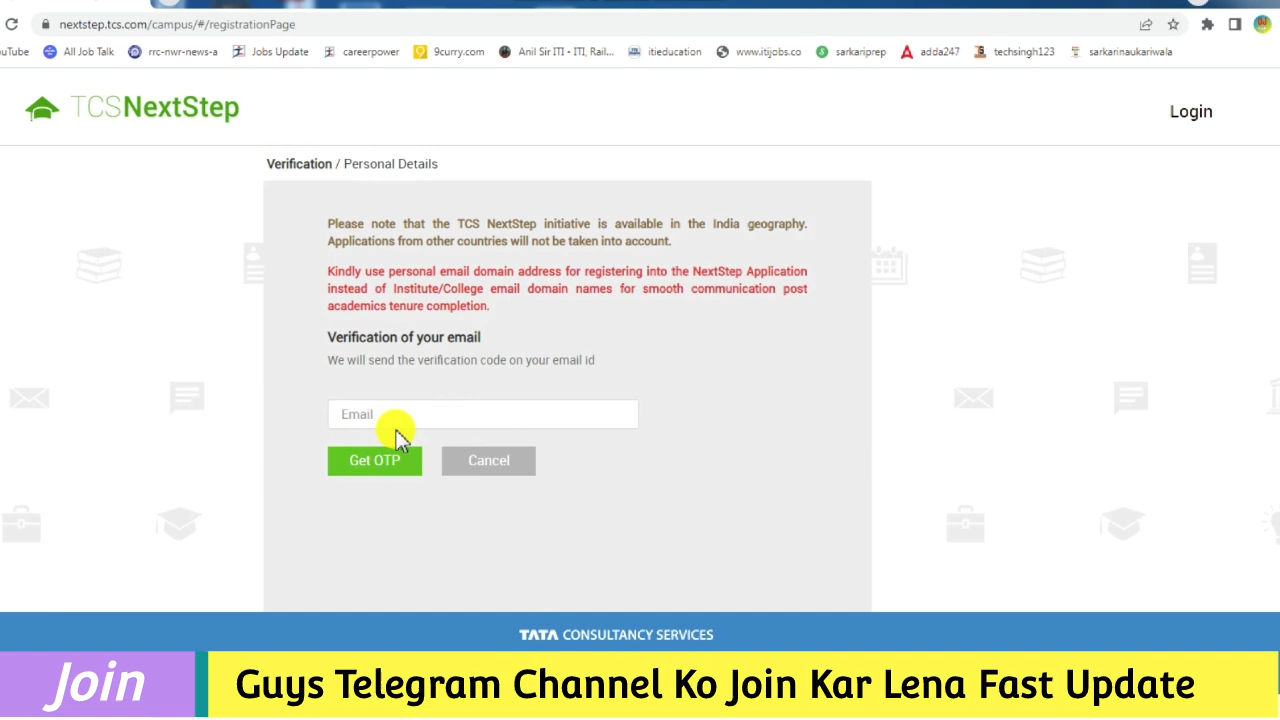 nextstep.tcs.com/campus/#/registrationPage
uTube All Job Talk rrc-nwr-news-a Jobs Update careerpower 9curry.com Anil Sir ITI • ITI, Rail... itieducation www.itijobs.co sarkariprep adda247 techsingh123 sarkarinaukariwala
TCSNextStep
Login
Verification / Personal Details
Please note that the TCS NextStep initiative is available in the India geography.
Applications from other countries will not be taken into account.
Kindly use personal email domain address for registering into the NextStep Application
instead of Institute/College email domain names for smooth communication post
academics tenure completion.
Verification of your email
We will send the verification code on your email id
Email
Get OTP Cancel
TATA CONSULTANCY SERVICES
Join Guys Telegram Channel Ko Join Kar Lena Fast Update